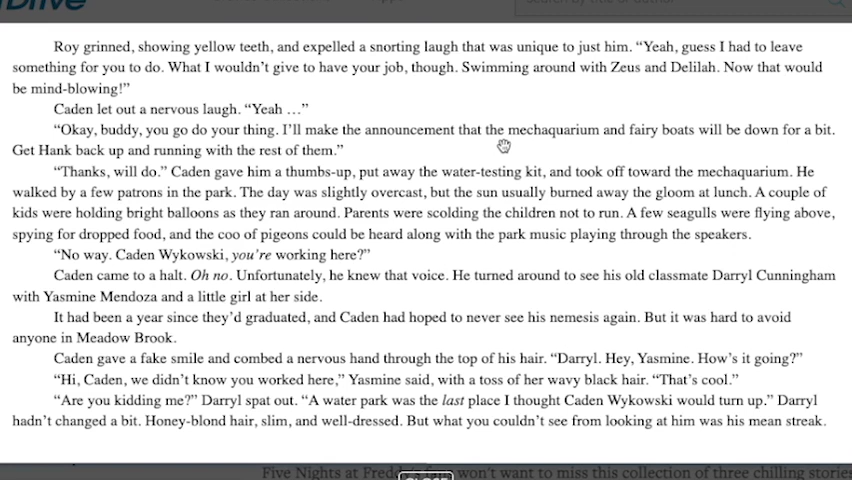 Roy grinned, showing yellow teeth, and expelled a snorting laugh that was unique to just him. “Yeah, guess I had to leave
something for you to do. What I wouldn’t give to have your job, though. Swimming around with Zeus and Delilah. Now that would
be mind-blowing!”
Caden let out a nervous laugh. “Yeah …”
“Okay, buddy, you go do your thing. I’ll make the announcement that the mechaquarium and fairy boats will be down for a bit.
Get Hank back up and running with the rest of them.”
“Thanks, will do.” Caden gave him a thumbs-up, put away the water-testing kit, and took off toward the mechaquarium. He
walked by a few patrons in the park. The day was slightly overcast, but the sun usually burned away the gloom at lunch. A couple of
kids were holding bright balloons as they ran around. Parents were scolding the children not to run. A few seagulls were flying above,
spying for dropped food, and the coo of pigeons could be heard along with the park music playing through the speakers.
“No way. Caden Wykowski, you’re working here?”
Caden came to a halt. Oh no. Unfortunately, he knew that voice. He turned around to see his old classmate Darryl Cunningham
with Yasmine Mendoza and a little girl at her side.
It had been a year since they’d graduated, and Caden had hoped to never see his nemesis again. But it was hard to avoid
anyone in Meadow Brook.
Caden gave a fake smile and combed a nervous hand through the top of his hair. “Darryl. Hey, Yasmine. How’s it going?”
“Hi, Caden, we didn’t know you worked here,” Yasmine said, with a toss of her wavy black hair. “That’s cool.”
“Are you kidding me?” Darryl spat out. “A water park was the last place I thought Caden Wykowski would turn up.” Darryl
hadn’t changed a bit. Honey-blond hair, slim, and well-dressed. But what you couldn’t see from looking at him was his mean streak.
Five Nights at won't want to miss this collection of three chilling stories